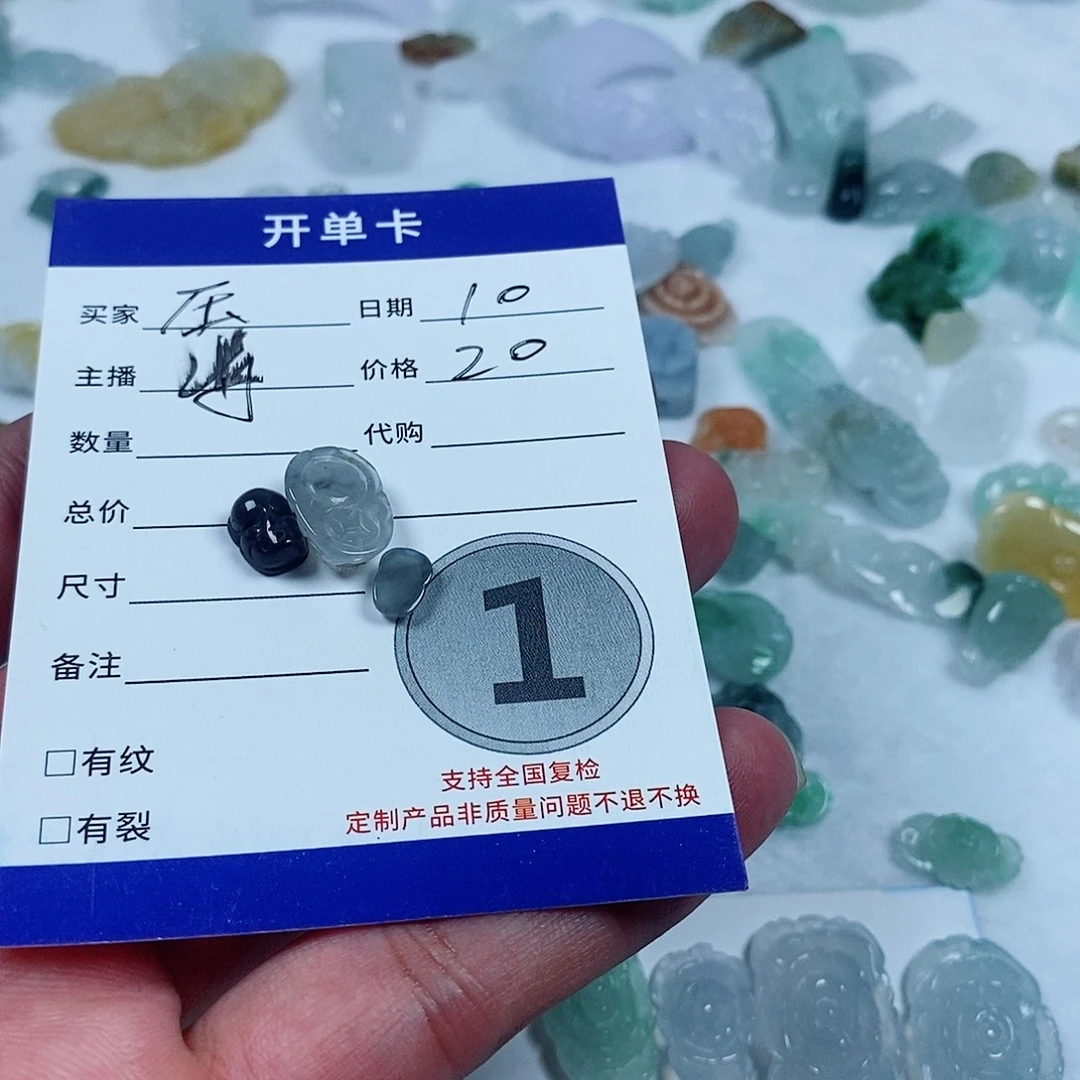 开单卡
买家 压 日期 10
主播 价格 20
数量 代购
总价
尺寸
备注
1
□有纹
□有裂
支持全国复检
定制产品非质量问题不退不换